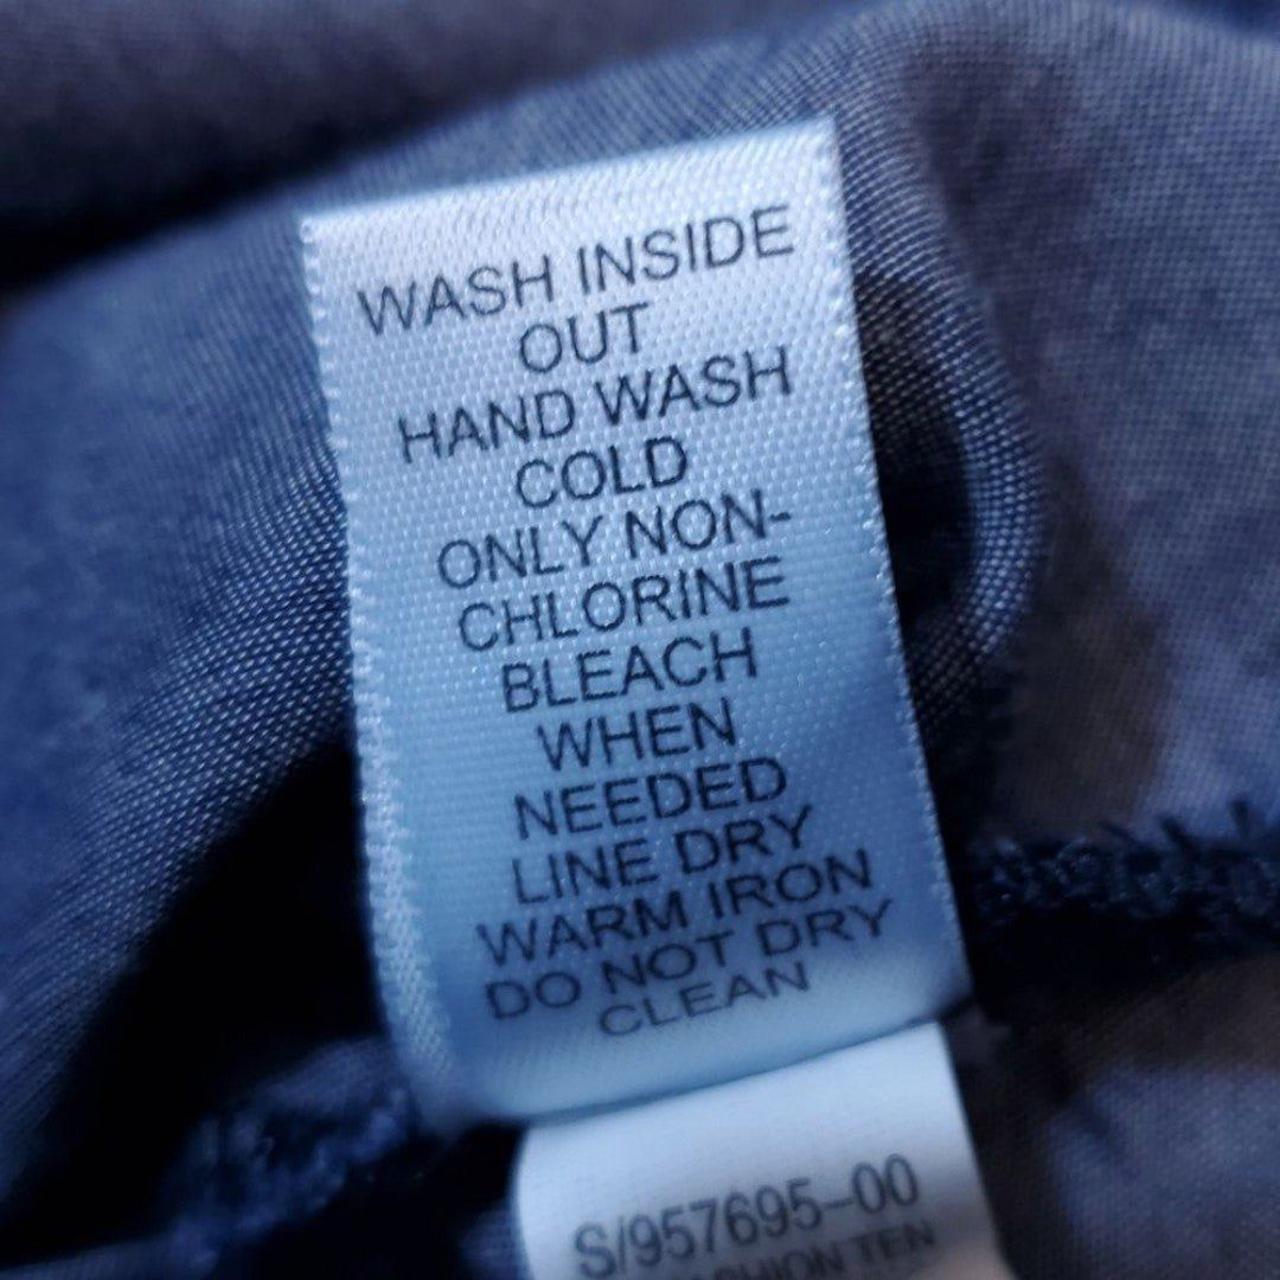 WASH INSIDE
OUT
HAND WASH
COLD
ONLY NON-
CHLORINE
BLEACH
WHEN
NEEDED
LINE DRY
WARM IRON
DO NOT DRY
CLEAN
S/957695-00
TEN